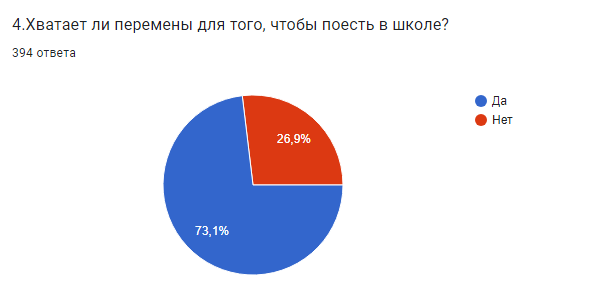 4.Хватает ли перемены для того, чтобы поесть в школе?
394 ответа
Да
Нет
26,9%
73,1%